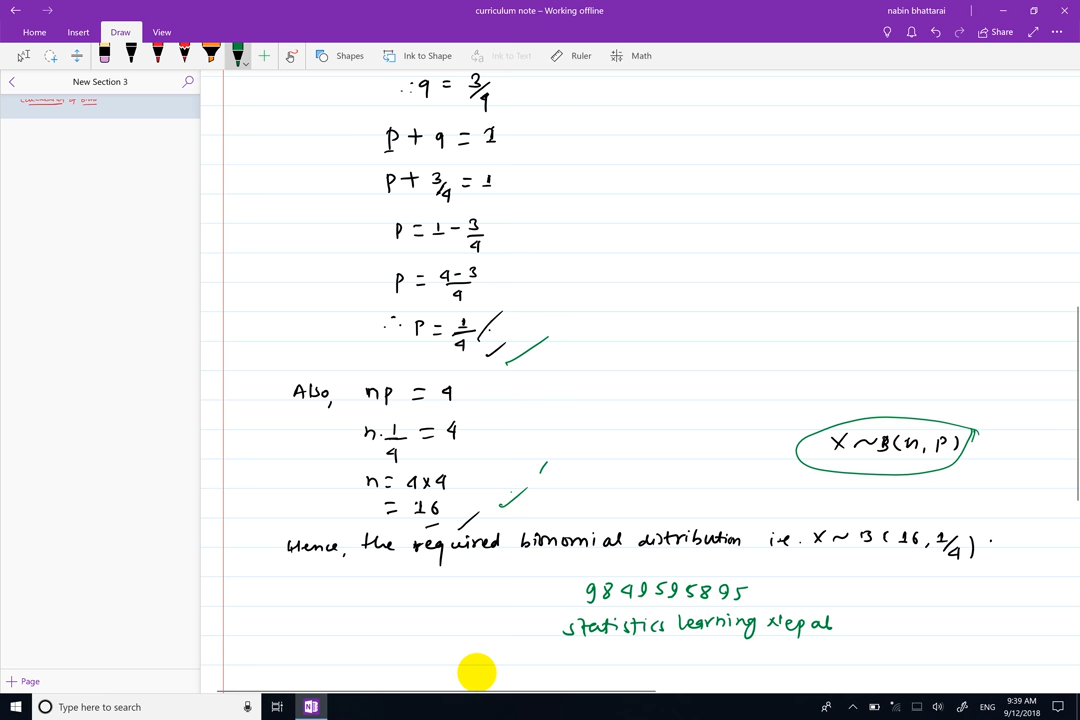 curriculum note – Working offline
nabin bhattarai
Home Insert Draw View
Share
Shapes Ink to Shape Ink to Text Ruler Math
New Section 3
∴ q = 3/4
p + q = 1
p + 3/4 = 1
p = 1 - 3/4
p = 4-3/4
∴ p = 1/4
Also, np = 4
n. 1/4 = 4
X ~ B(n, p)
n = 4 x 4
= 16
Hence, the required binomial distribution i.e. X ~ B(16, 1/4).
9849595895
statistics learning Nepal
Page
Type here to search
ENG
9:39 AM
9/12/2018